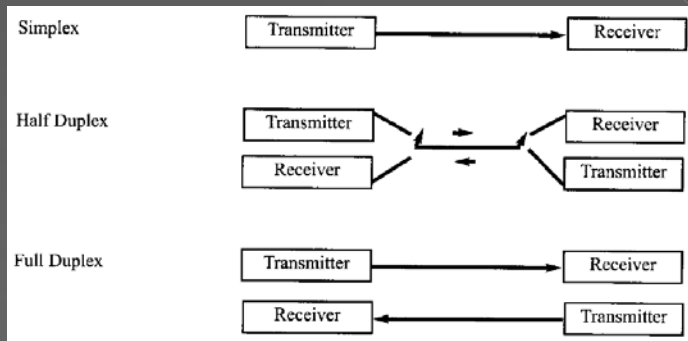 Simplex Transmitter Receiver
Half Duplex Transmitter Receiver
Receiver Transmitter
Full Duplex Transmitter Receiver
Receiver Transmitter